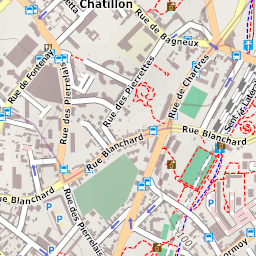 Châtillon
Rue de Bagneux
Rue de Fontenay
Rue des Pierrelais
Rue des Pierrettes
Rue de Chartres
Rue Blanchard
Rue Blanchard
Rue Blanchard
Rue des Pierrelais
P
P
P